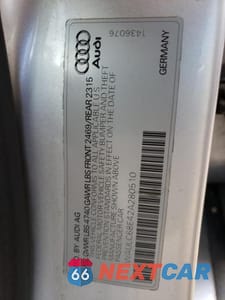 Audi
1436076
GERMANY
MFD BY AUDI AG
GVWR LBS 4740/GAWR LBS FRONT 2469/REAR 2315
THIS VEHICLE CONFORMS TO ALL APPLICABLE U.S.
FEDERAL MOTOR VEHICLE SAFETY BUMPER AND THEFT
PREVENTION STANDARDS IN EFFECT ON THE DATE OF
MANUFACTURE SHOWN ABOVE
PASSENGER CAR
WAULC68E42A280510
66 NEXTCAR